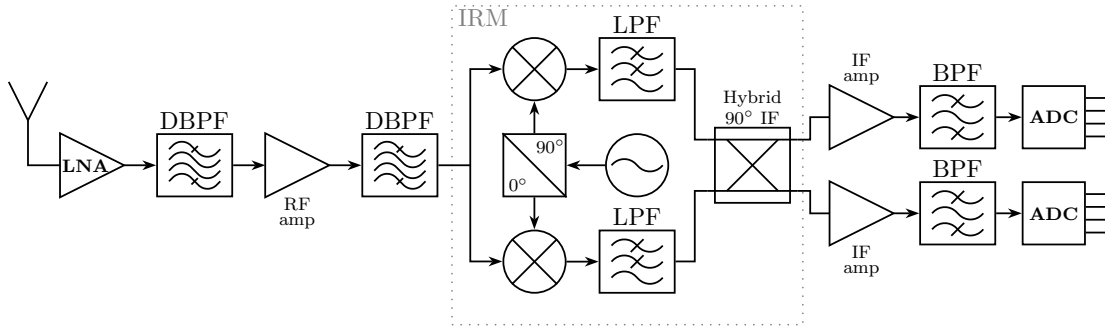 IRM
LPF
IF
amp
BPF
DBPF
DBPF
Hybrid
90° IF
ADC
LNA
90°
0°
RF
amp
LPF
BPF
ADC
IF
amp